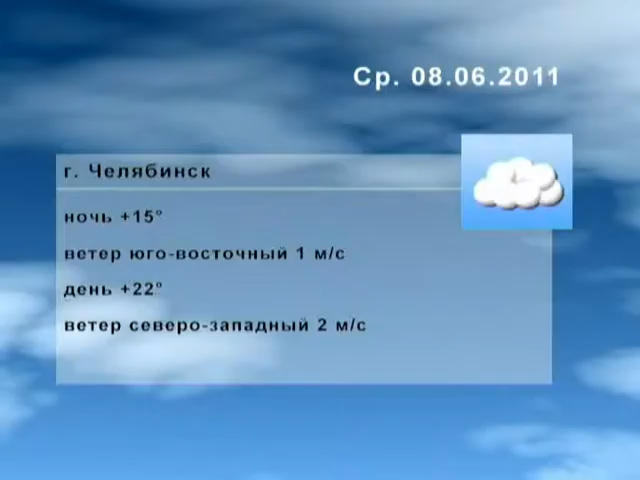 Ср. 08.06.2011
г. Челябинск
ночь +15°
ветер юго-восточный 1 м/с
день +22°
ветер северо-западный 2 м/с